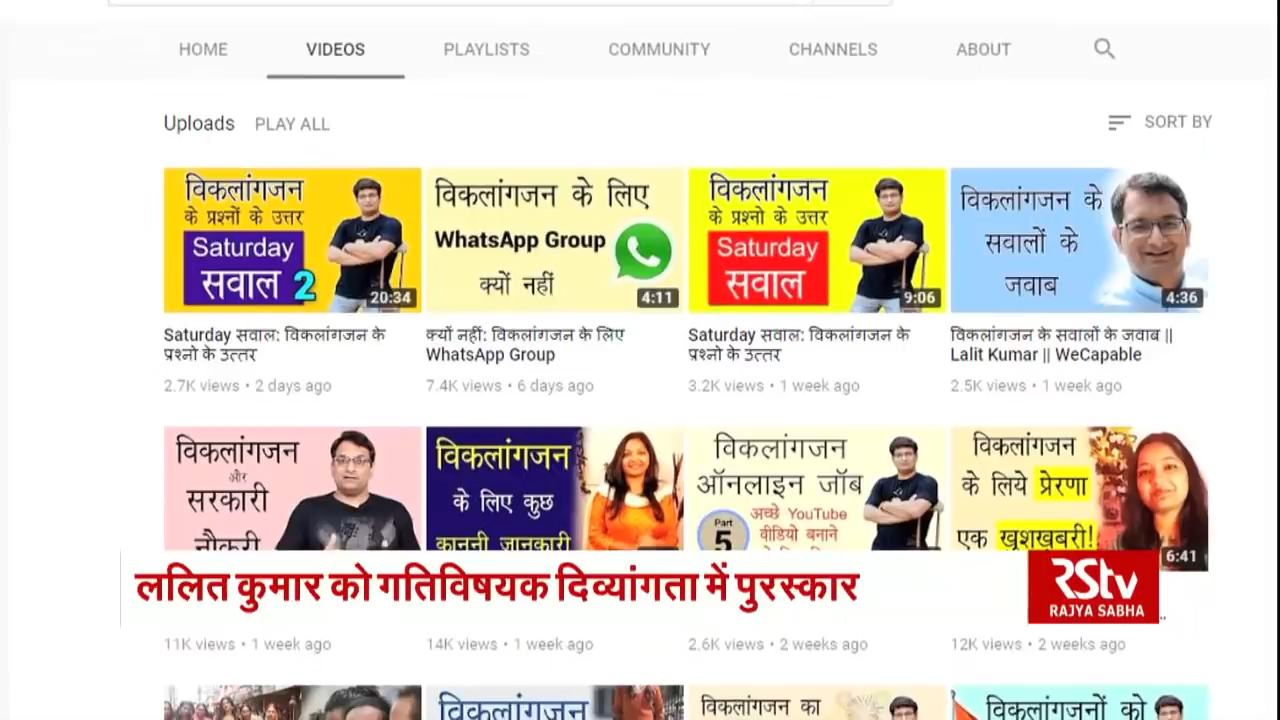 HOME VIDEOS PLAYLISTS COMMUNITY CHANNELS ABOUT
Uploads PLAY ALL SORT BY
विकलांगजन
के प्रश्नों के उत्तर
Saturday
सवाल 2
20:34
विकलांगजन के लिए
WhatsApp Group
क्यों नहीं
4:11
विकलांगजन
के प्रश्नो के उत्तर
Saturday
सवाल
9:06
विकलांगजन के
सवालों के
जवाब
4:36
Saturday सवाल: विकलांगजन के
प्रश्नो के उत्तर
2.7K views • 2 days ago
क्यों नहीं: विकलांगजन के लिए
WhatsApp Group
7.4K views • 6 days ago
Saturday सवाल: विकलांगजन के
प्रश्नो के उत्तर
3.2K views • 1 week ago
विकलांगजन के सवालों के जवाब ||
Lalit Kumar || WeCapable
2.5K views • 1 week ago
विकलांगजन
और
सरकारी
नौकरी
विकलांगजन
के लिए कुछ
कानूनी जानकारी
विकलांगजन
ऑनलाइन जॉब
Part
5
अच्छे YouTube
वीडियो बनाने
विकलांगजन
के लिये प्रेरणा
एक खुशखबरी!
6:41
ललित कुमार को गतिविषयक दिव्यांगता में पुरस्कार
RSTV
RAJYA SABHA
11K views • 1 week ago
14K views • 1 week ago
2.6K views • 2 weeks ago
12K views • 2 weeks ago
विकलांगजन
विकलांगजन का
विकलांगजनों को